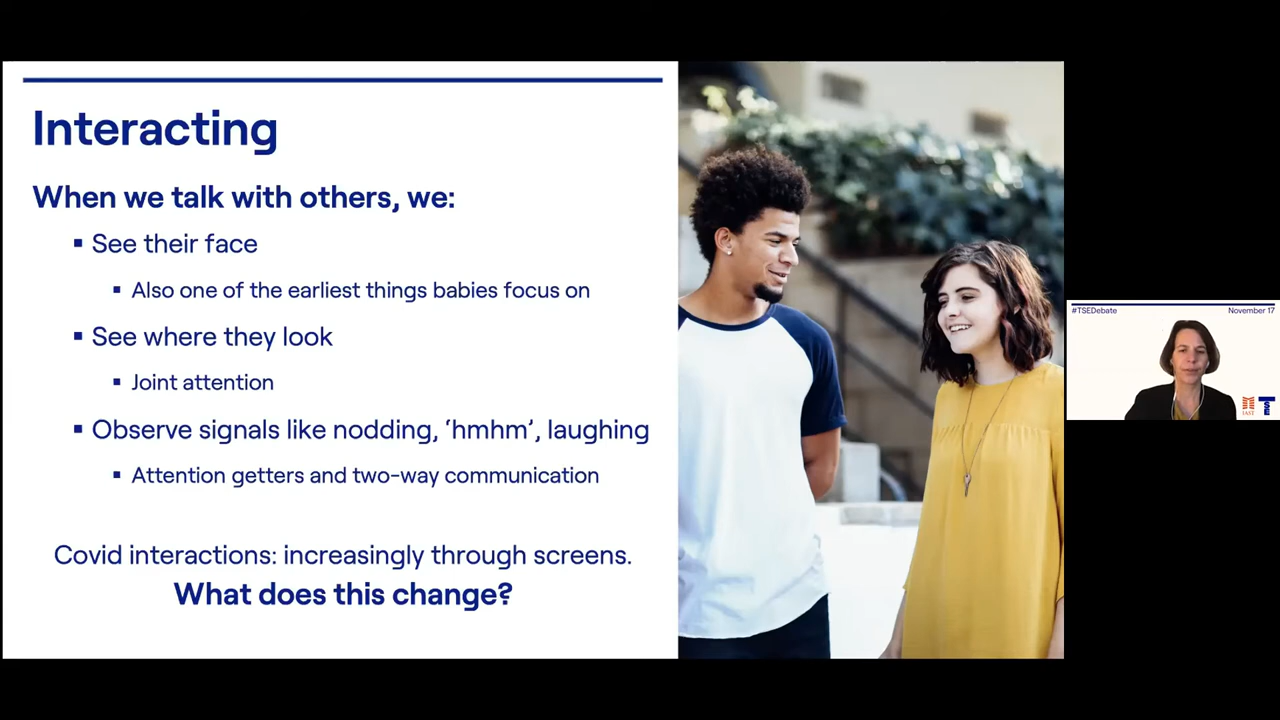 Interacting
When we talk with others, we:
▪ See their face
▪ Also one of the earliest things babies focus on
▪ See where they look
▪ Joint attention
▪ Observe signals like nodding, ‘hmhm’, laughing
▪ Attention getters and two-way communication
Covid interactions: increasingly through screens.
What does this change?
#TSEDebate
November 17
IAST
TSE